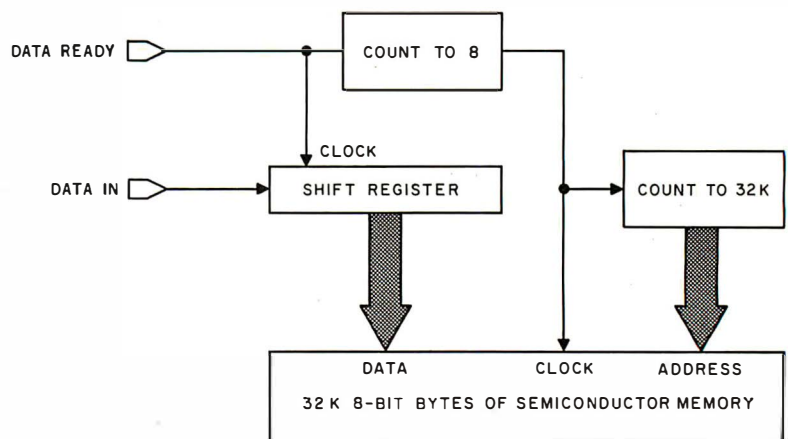 DATA READY
COUNT TO 8
CLOCK
DATA IN
SHIFT REGISTER
COUNT TO 32K
DATA
CLOCK
ADDRESS
32K 8-BIT BYTES OF SEMICONDUCTOR MEMORY